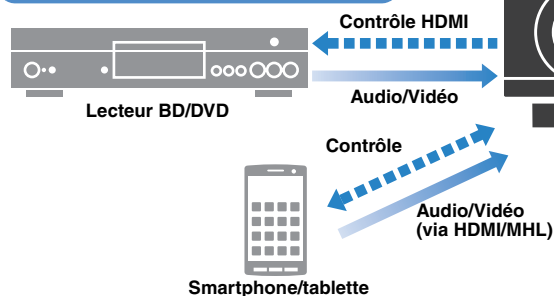 Contrôle HDMI
Audio/Vidéo
Lecteur BD/DVD
Contrôle
Audio/Vidéo
(via HDMI/MHL)
Smartphone/tablette